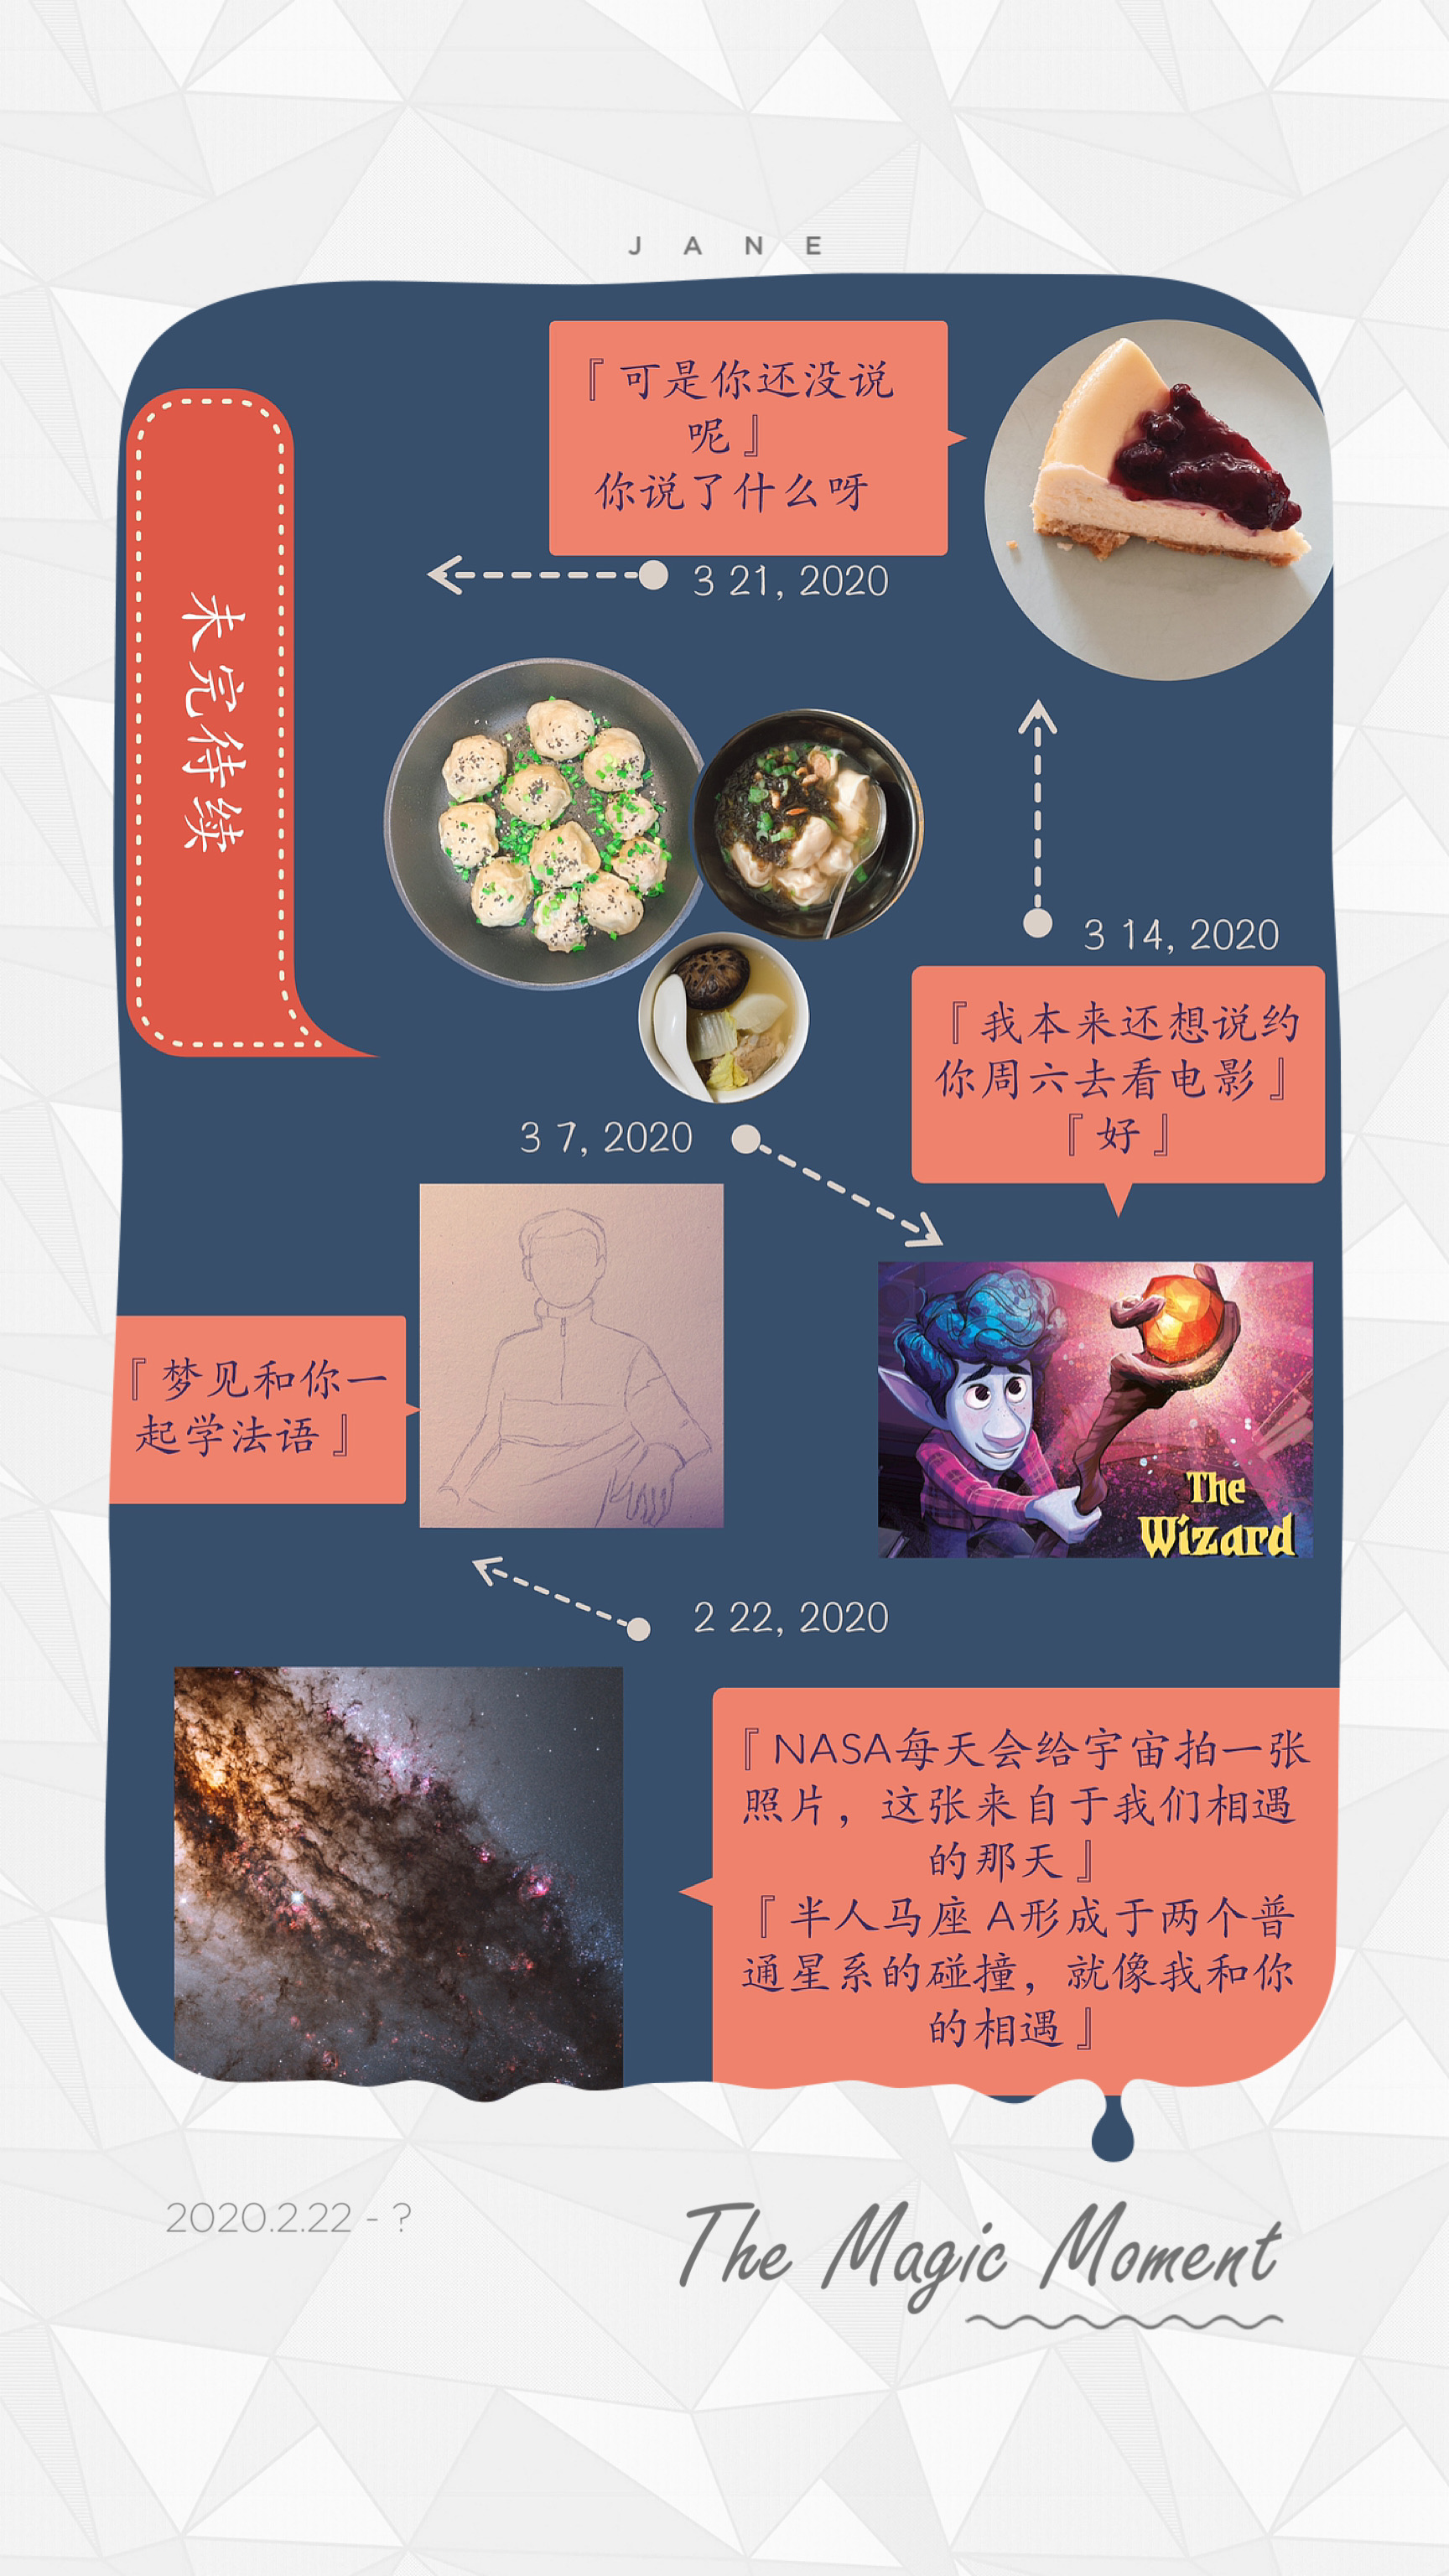 JANE
『可是你还没说
呢』
你说了什么呀
3 21, 2020
未完待续
3 14, 2020
『我本来还想说约
你周六去看电影』
『好』
3 7, 2020
『梦见和你一
起学法语』
The
Wizard
2 22, 2020
『NASA每天会给宇宙拍一张
照片，这张来自于我们相遇
的那天』
『半人马座 A形成于两个普
通星系的碰撞，就像我和你
的相遇』
2020.2.22 - ?
The Magic Moment